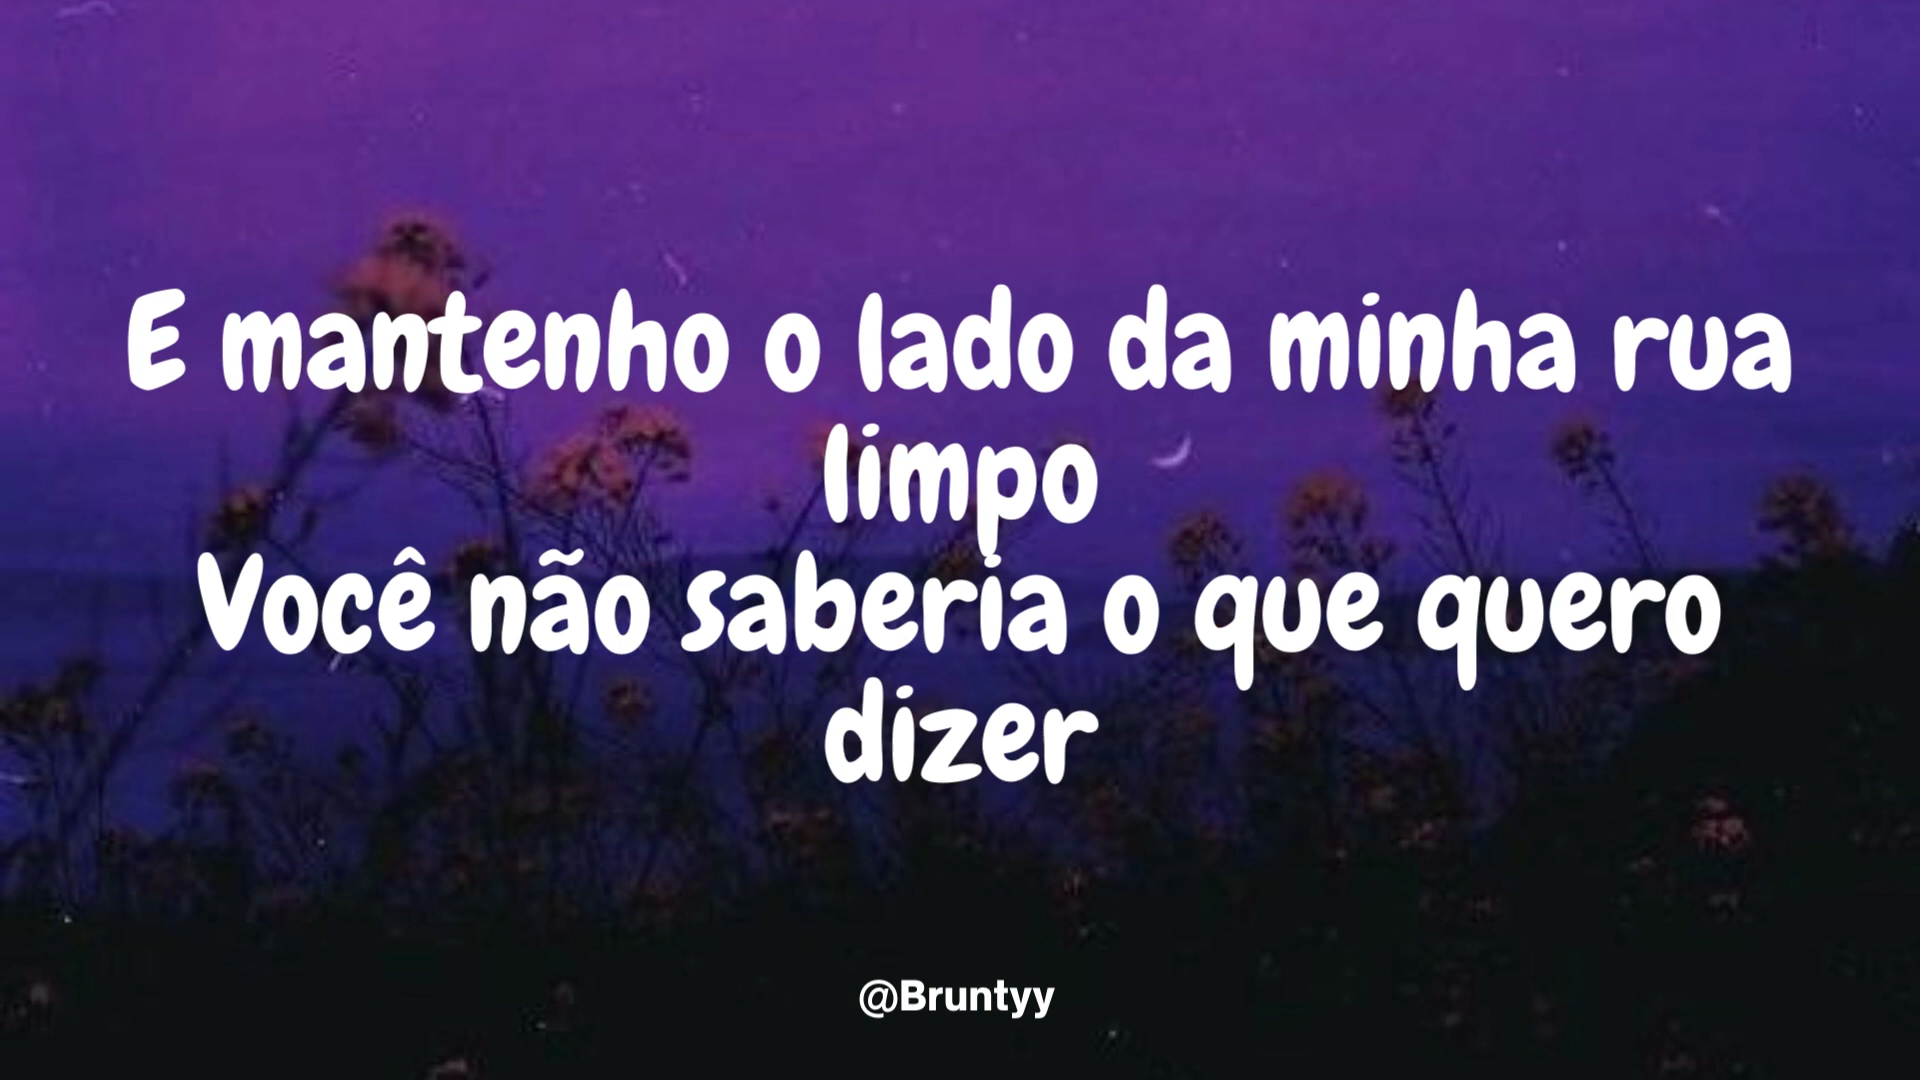 E mantenho o lado da minha rua
limpo
Você não saberia o que quero
dizer
@Bruntyy